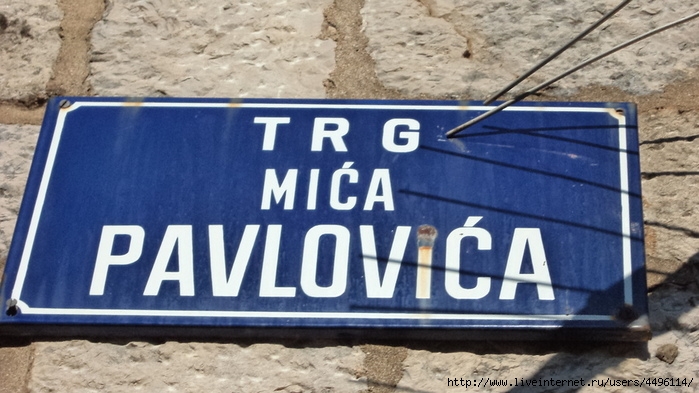 TRG
MIĆA
PAVLOVIĆA
http://www.liveinternet.ru/users/4496114/